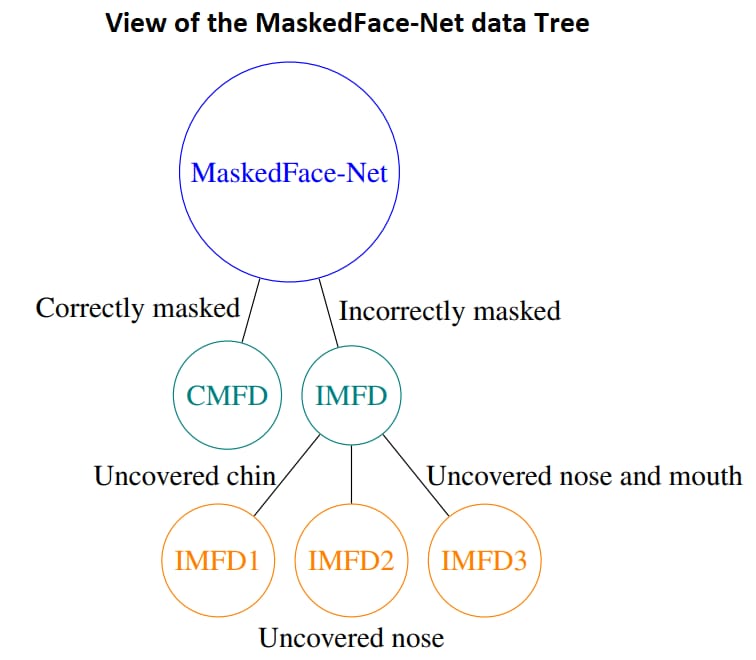 View of the MaskedFace-Net data Tree
MaskedFace-Net
Correctly masked
Incorrectly masked
CMFD
IMFD
Uncovered chin
Uncovered nose and mouth
IMFD1
IMFD2
IMFD3
Uncovered nose